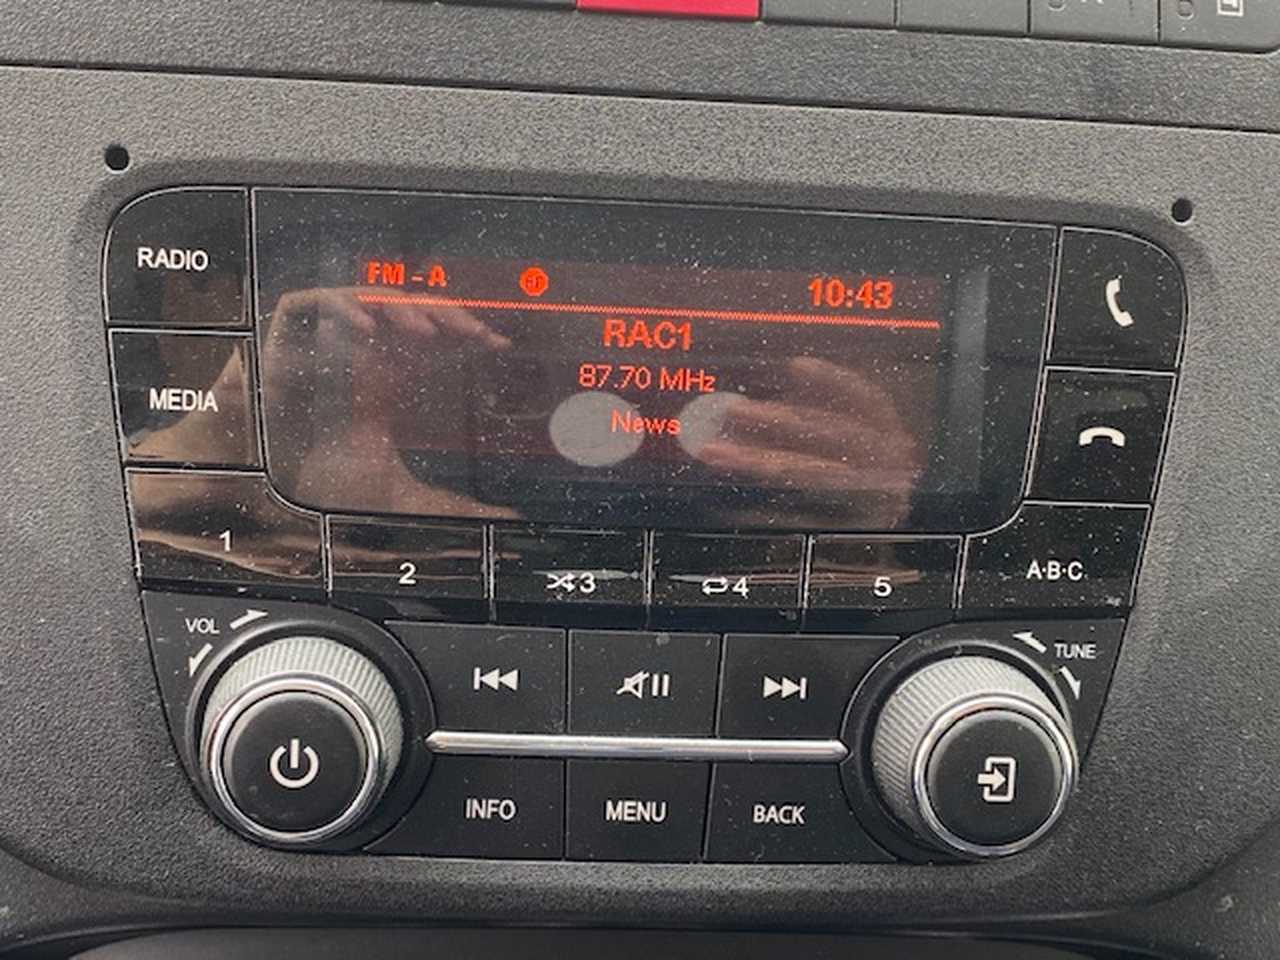 RADIO
FM - A
10:43
RAC1
87.70 MHz
News
MEDIA
1
2
3
4
5
A·B·C
VOL
TUNE
INFO
MENU
BACK